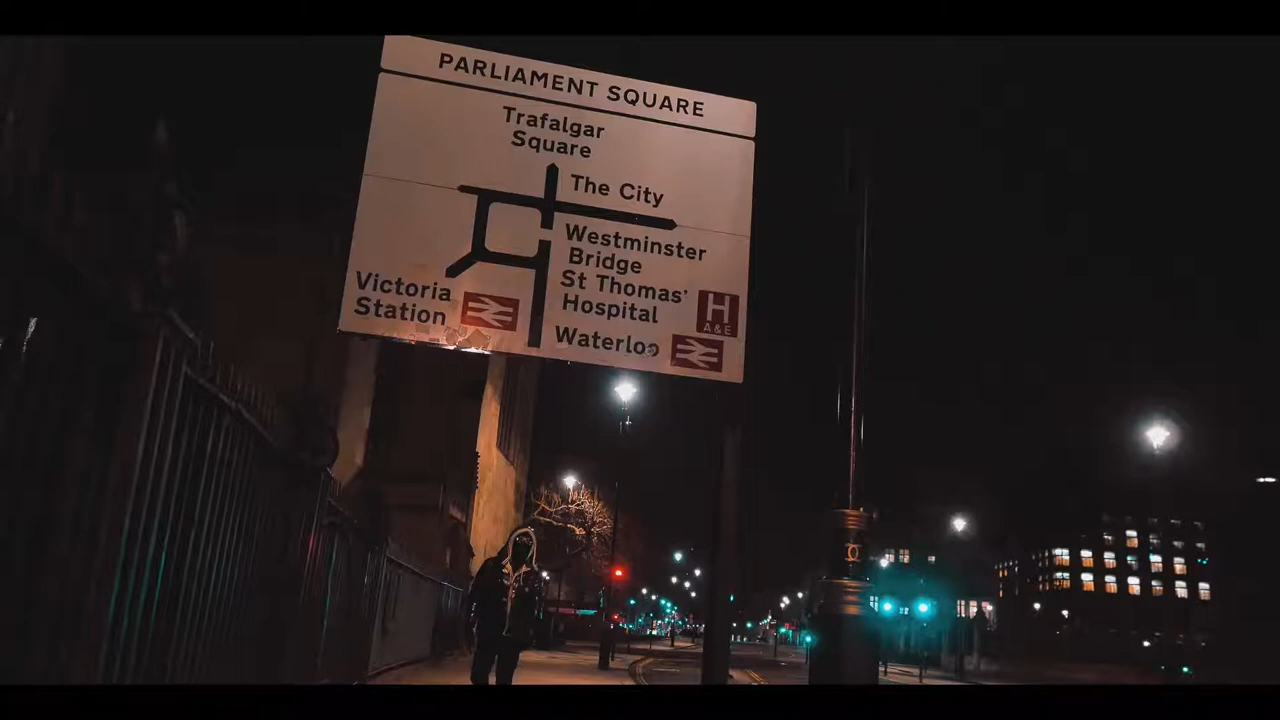 PARLIAMENT SQUARE
Trafalgar
Square
The City
Westminster
Bridge
St Thomas'
Hospital
H
A&E
Victoria
Station
Waterloo